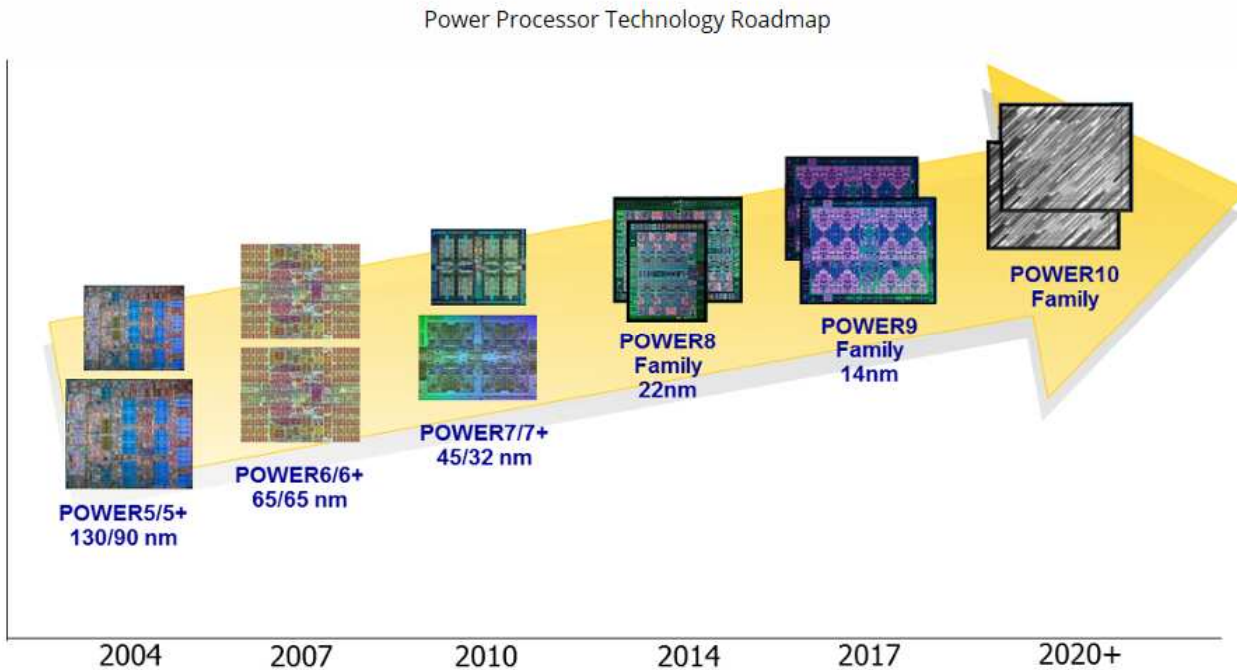 Power Processor Technology Roadmap
POWER5/5+
130/90 nm
POWER6/6+
65/65 nm
POWER7/7+
45/32 nm
POWER8
Family
22nm
POWER9
Family
14nm
POWER10
Family
2004
2007
2010
2014
2017
2020+